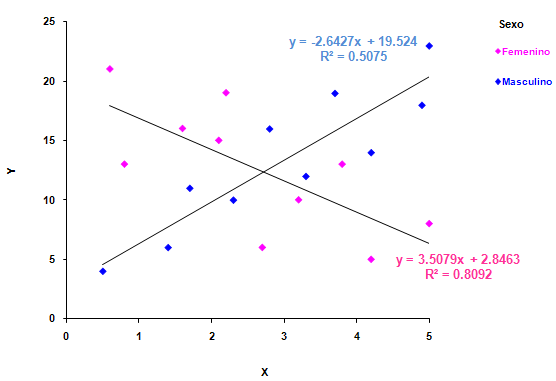 Sexo
Femenino
Masculino
y = -2.6427x + 19.524
R² = 0.5075
y = 3.5079x + 2.8463
R² = 0.8092
25
20
15
10
5
0
Y
0 1 2 3 4 5
X